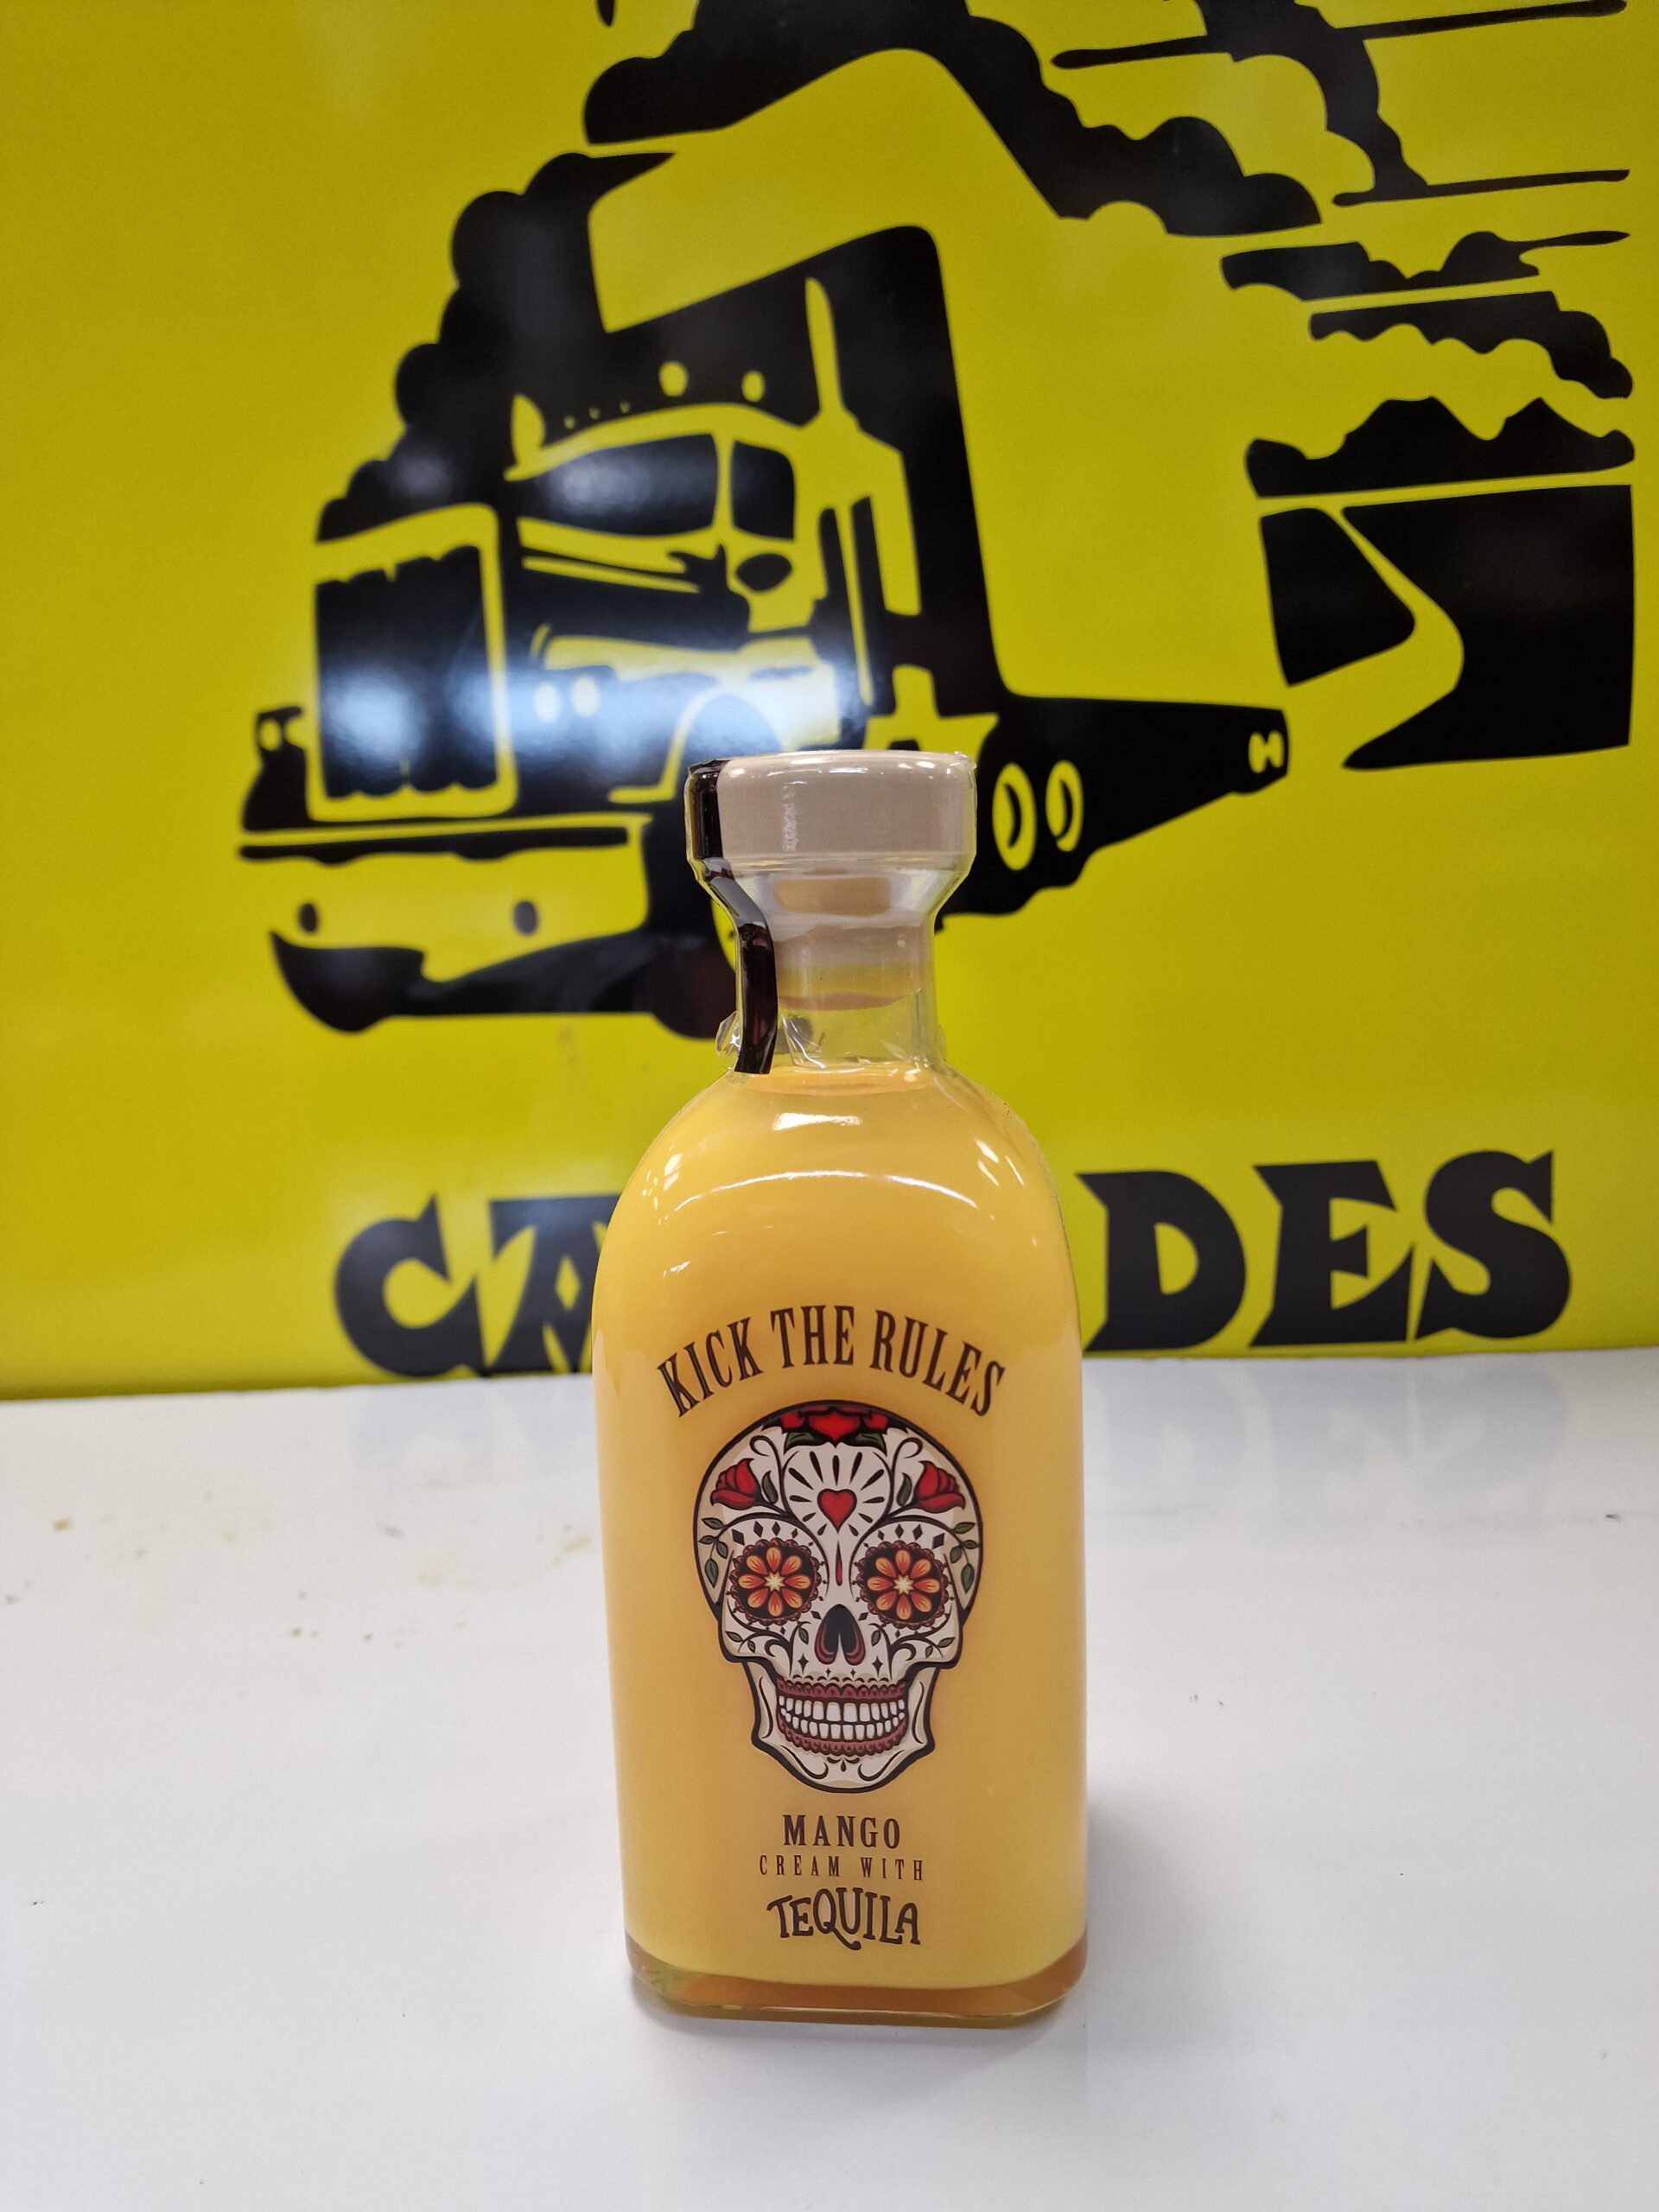 KICK THE RULES
MANGO
CREAM WITH
TEQUILA